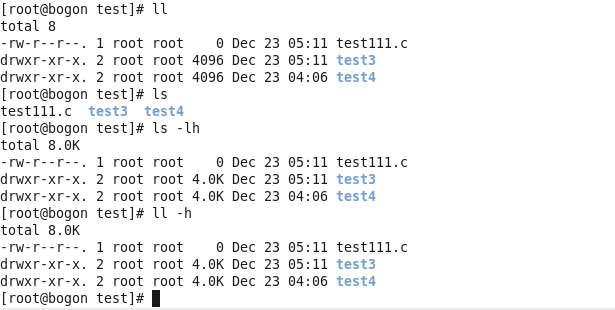 [root@bogon test]# ll
total 8
-rw-r--r--. 1 root root    0 Dec 23 05:11 test111.c
drwxr-xr-x. 2 root root 4096 Dec 23 05:11 test3
drwxr-xr-x. 2 root root 4096 Dec 23 04:06 test4
[root@bogon test]# ls
test111.c  test3  test4
[root@bogon test]# ls -lh
total 8.0K
-rw-r--r--. 1 root root    0 Dec 23 05:11 test111.c
drwxr-xr-x. 2 root root 4.0K Dec 23 05:11 test3
drwxr-xr-x. 2 root root 4.0K Dec 23 04:06 test4
[root@bogon test]# ll -h
total 8.0K
-rw-r--r--. 1 root root    0 Dec 23 05:11 test111.c
drwxr-xr-x. 2 root root 4.0K Dec 23 05:11 test3
drwxr-xr-x. 2 root root 4.0K Dec 23 04:06 test4
[root@bogon test]#